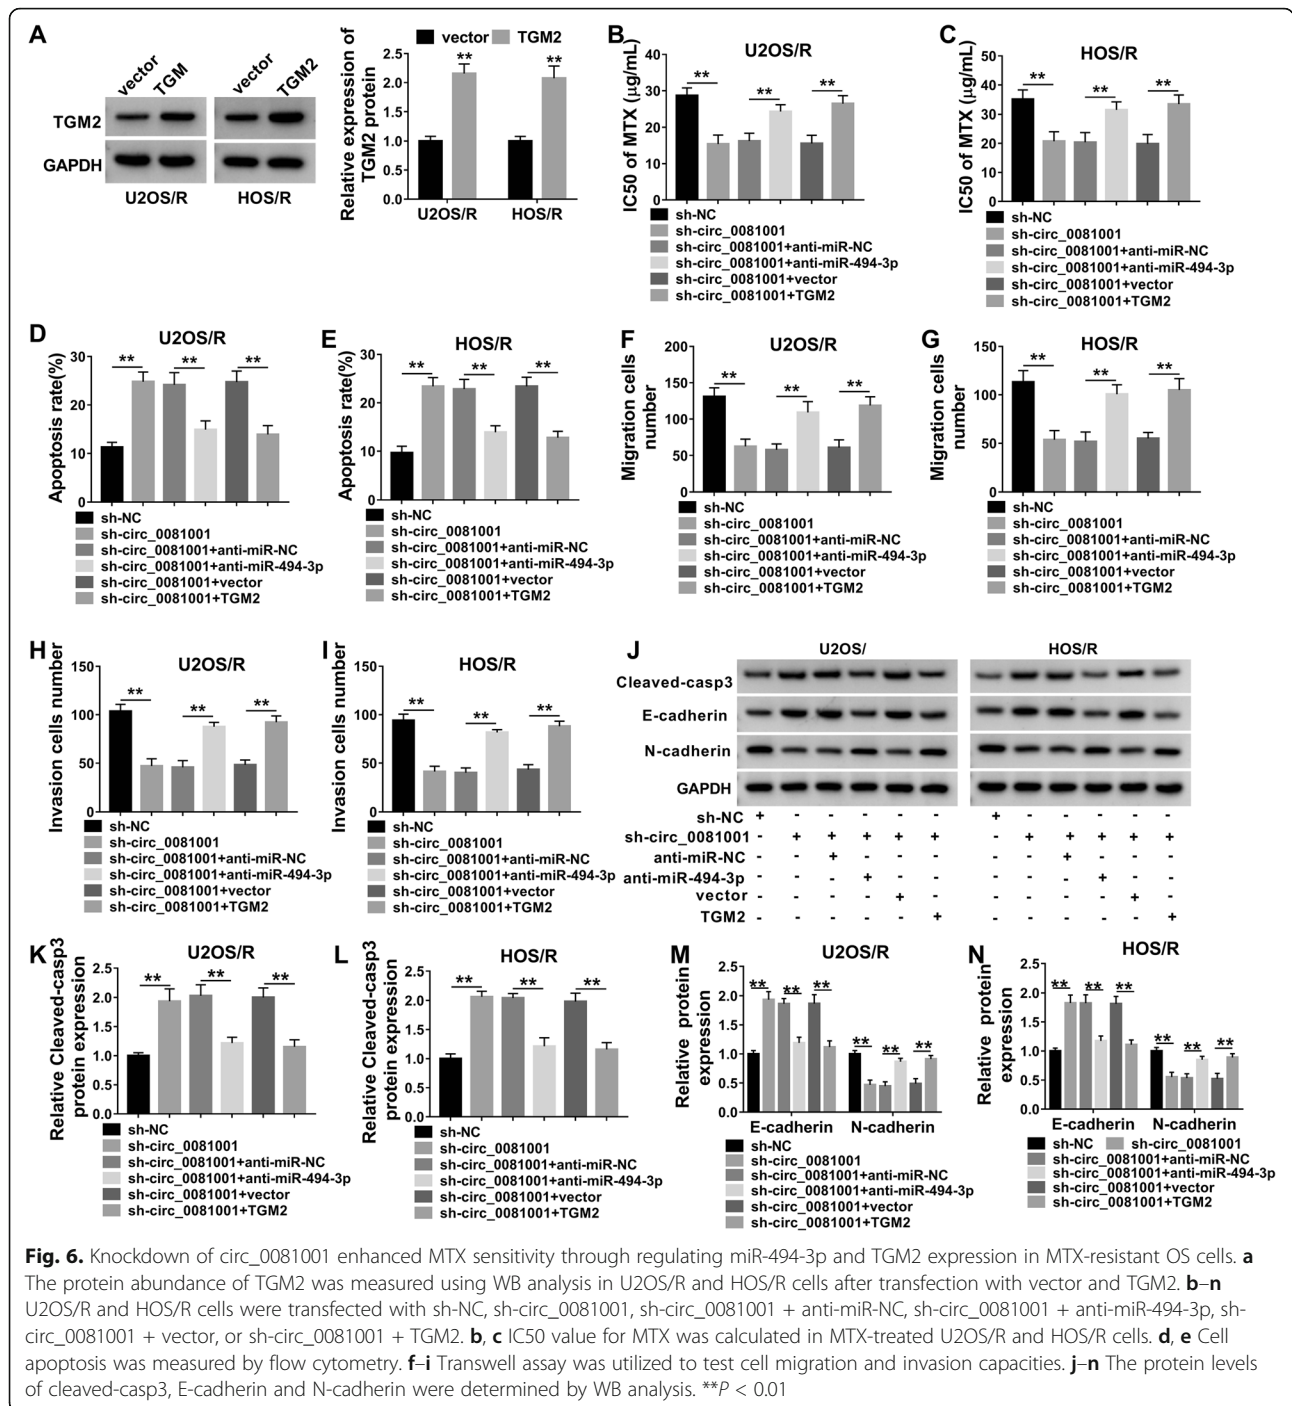 A
vector
TGM
vector
TGM2
TGM2
GAPDH
U2OS/R
HOS/R
vector
TGM2
Relative expression of
TGM2 protein
2.5
2.0
1.5
1.0
0.5
0.0
**
**
U2OS/R
HOS/R
B
U2OS/R
IC50 of MTX (μg/mL)
40
30
20
10
0
**
**
**
sh-NC
sh-circ_0081001
sh-circ_0081001+anti-miR-NC
sh-circ_0081001+anti-miR-494-3p
sh-circ_0081001+vector
sh-circ_0081001+TGM2
C
HOS/R
IC50 of MTX (μg/mL)
50
40
30
20
10
0
**
**
**
sh-NC
sh-circ_0081001
sh-circ_0081001+anti-miR-NC
sh-circ_0081001+anti-miR-494-3p
sh-circ_0081001+vector
sh-circ_0081001+TGM2
D
U2OS/R
Apoptosis rate(%)
30
20
10
0
**
**
**
sh-NC
sh-circ_0081001
sh-circ_0081001+anti-miR-NC
sh-circ_0081001+anti-miR-494-3p
sh-circ_0081001+vector
sh-circ_0081001+TGM2
E
HOS/R
Apoptosis rate(%)
30
20
10
0
**
**
**
sh-NC
sh-circ_0081001
sh-circ_0081001+anti-miR-NC
sh-circ_0081001+anti-miR-494-3p
sh-circ_0081001+vector
sh-circ_0081001+TGM2
F
U2OS/R
Migration cells
number
200
150
100
50
0
**
**
**
sh-NC
sh-circ_0081001
sh-circ_0081001+anti-miR-NC
sh-circ_0081001+anti-miR-494-3p
sh-circ_0081001+vector
sh-circ_0081001+TGM2
G
HOS/R
Migration cells
number
150
100
50
0
**
**
**
sh-NC
sh-circ_0081001
sh-circ_0081001+anti-miR-NC
sh-circ_0081001+anti-miR-494-3p
sh-circ_0081001+vector
sh-circ_0081001+TGM2
H
U2OS/R
Invasion cells number
150
100
50
0
**
**
**
sh-NC
sh-circ_0081001
sh-circ_0081001+anti-miR-NC
sh-circ_0081001+anti-miR-494-3p
sh-circ_0081001+vector
sh-circ_0081001+TGM2
I
HOS/R
Invasion cells number
150
100
50
0
**
**
**
sh-NC
sh-circ_0081001
sh-circ_0081001+anti-miR-NC
sh-circ_0081001+anti-miR-494-3p
sh-circ_0081001+vector
sh-circ_0081001+TGM2
J
U2OS/
HOS/R
Cleaved-casp3
E-cadherin
N-cadherin
GAPDH
sh-NC + - - - - - + - - - - -
sh-circ_0081001 - + + + + + - + + + + +
anti-miR-NC - - + - - - - - + - - -
anti-miR-494-3p - - - + - - - - - + - -
vector - - - - + - - - - - + -
TGM2 - - - - - + - - - - - +
K
U2OS/R
Relative Cleaved-casp3
protein expression
2.5
2.0
1.5
1.0
0.5
0.0
**
**
**
sh-NC
sh-circ_0081001
sh-circ_0081001+anti-miR-NC
sh-circ_0081001+anti-miR-494-3p
sh-circ_0081001+vector
sh-circ_0081001+TGM2
L
HOS/R
Relative Cleaved-casp3
protein expression
2.5
2.0
1.5
1.0
0.5
0.0
**
**
**
sh-NC
sh-circ_0081001
sh-circ_0081001+anti-miR-NC
sh-circ_0081001+anti-miR-494-3p
sh-circ_0081001+vector
sh-circ_0081001+TGM2
M
U2OS/R
Relative protein
expression
2.5
2.0
1.5
1.0
0.5
0.0
**
**
**
**
**
**
E-cadherin
N-cadherin
sh-NC
sh-circ_0081001
sh-circ_0081001+anti-miR-NC
sh-circ_0081001+anti-miR-494-3p
sh-circ_0081001+vector
sh-circ_0081001+TGM2
N
HOS/R
Relative protein
expression
2.5
2.0
1.5
1.0
0.5
0.0
**
**
**
**
**
**
E-cadherin
N-cadherin
sh-NC
sh-circ_0081001
sh-circ_0081001+anti-miR-NC
sh-circ_0081001+anti-miR-494-3p
sh-circ_0081001+vector
sh-circ_0081001+TGM2
Fig. 6. Knockdown of circ_0081001 enhanced MTX sensitivity through regulating miR-494-3p and TGM2 expression in MTX-resistant OS cells. a
The protein abundance of TGM2 was measured using WB analysis in U2OS/R and HOS/R cells after transfection with vector and TGM2. b–n
U2OS/R and HOS/R cells were transfected with sh-NC, sh-circ_0081001, sh-circ_0081001 + anti-miR-NC, sh-circ_0081001 + anti-miR-494-3p, sh-
circ_0081001 + vector, or sh-circ_0081001 + TGM2. b, c IC50 value for MTX was calculated in MTX-treated U2OS/R and HOS/R cells. d, e Cell
apoptosis was measured by flow cytometry. f–i Transwell assay was utilized to test cell migration and invasion capacities. j–n The protein levels
of cleaved-casp3, E-cadherin and N-cadherin were determined by WB analysis. **P < 0.01